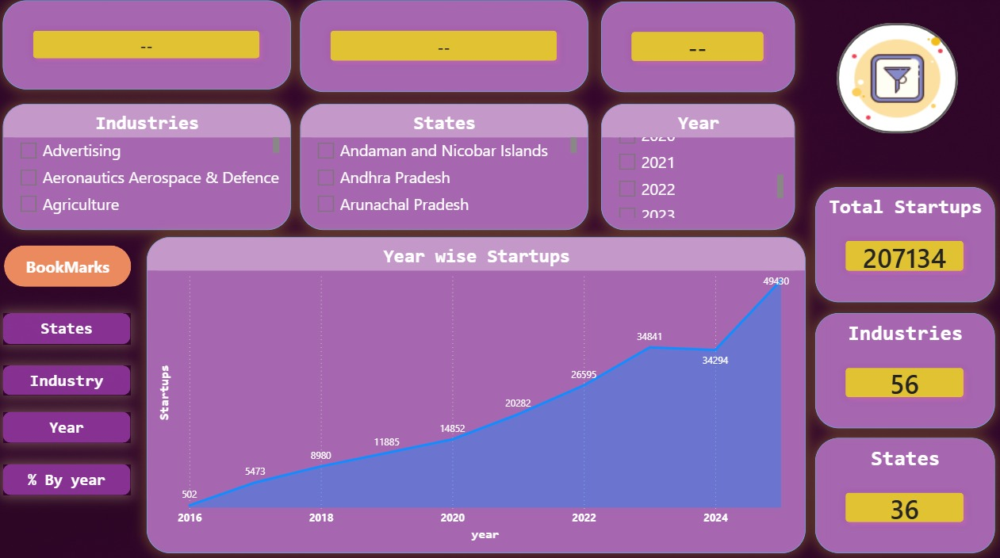 --
--
--
Industries
Advertising
Aeronautics Aerospace & Defence
Agriculture
States
Andaman and Nicobar Islands
Andhra Pradesh
Arunachal Pradesh
Year
2020
2021
2022
2023
Total Startups
207134
Industries
56
States
36
BookMarks
States
Industry
Year
% By year
Year wise Startups
Startups
502
5473
8980
11885
14852
20282
26595
34841
34294
49430
2016
2018
2020
2022
2024
year